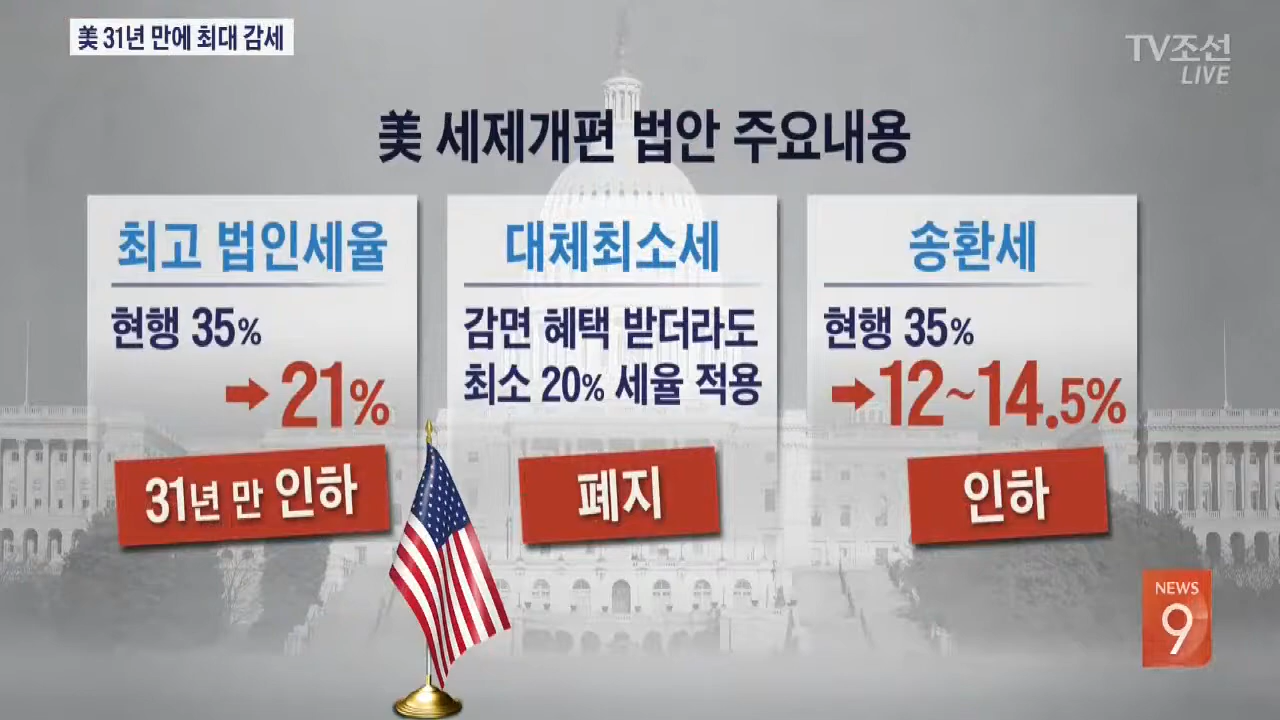 美 31년 만에 최대 감세
TV조선
LIVE
美 세제개편 법안 주요내용
최고 법인세율
현행 35%
➡ 21%
31년 만 인하
대체최소세
감면 혜택 받더라도
최소 20% 세율 적용
폐지
송환세
현행 35%
➡12~14.5%
인하
NEWS
9